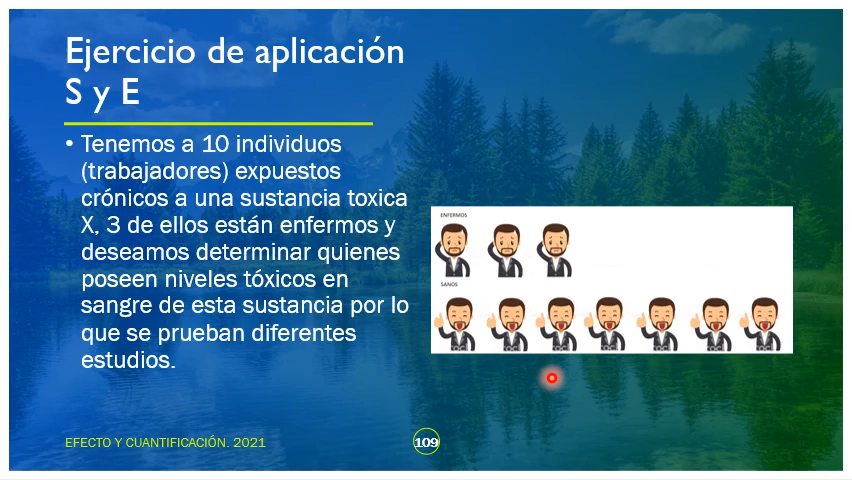 Ejercicio de aplicación
S y E
• Tenemos a 10 individuos
(trabajadores) expuestos
crónicos a una sustancia toxica
X, 3 de ellos están enfermos y
deseamos determinar quienes
poseen niveles tóxicos en
sangre de esta sustancia por lo
que se prueban diferentes
estudios.
ENFERMOS
SANOS
EFECTO Y CUANTIFICACIÓN. 2021
109